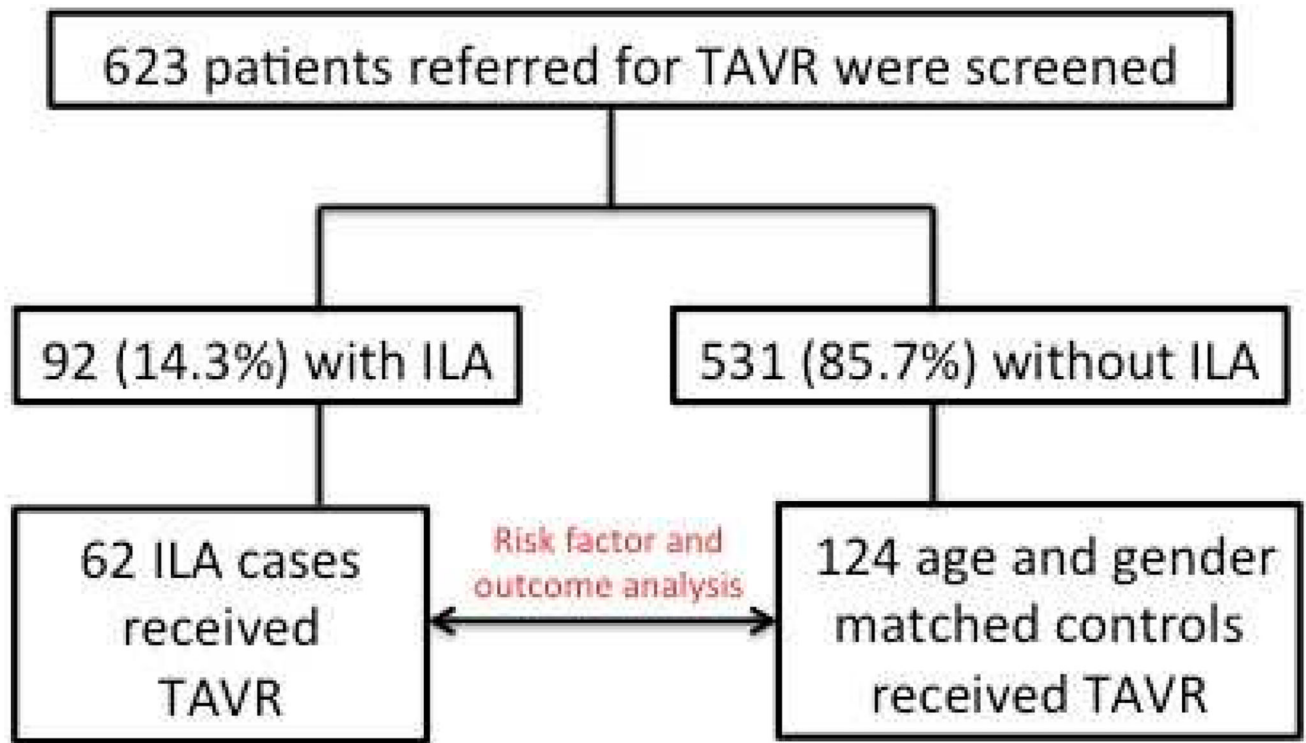 623 patients referred for TAVR were screened
92 (14.3%) with ILA
531 (85.7%) without ILA
62 ILA cases
received
TAVR
Risk factor and
outcome analysis
124 age and gender
matched controls
received TAVR